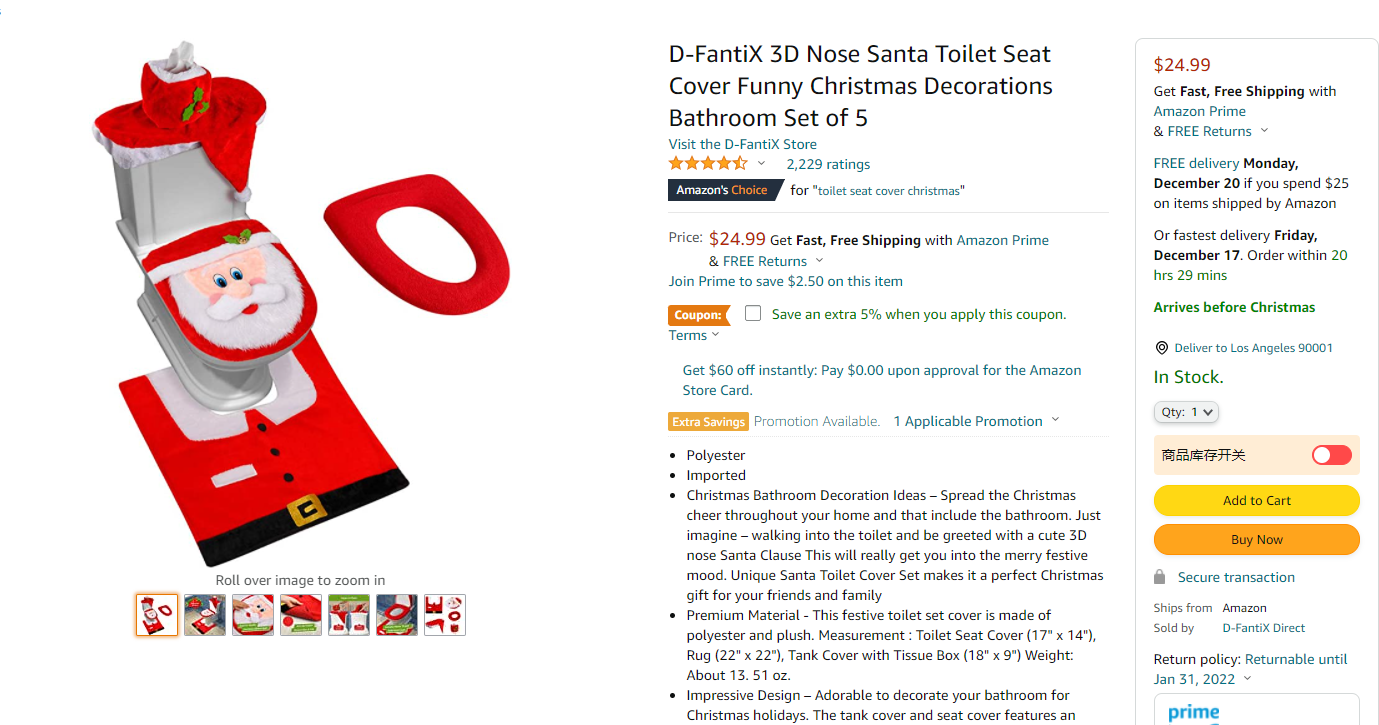 D-FantiX 3D Nose Santa Toilet Seat
Cover Funny Christmas Decorations
Bathroom Set of 5
Visit the D-FantiX Store
2,229 ratings
Amazon's Choice for "toilet seat cover christmas"
Price: $24.99 Get Fast, Free Shipping with Amazon Prime
& FREE Returns
Join Prime to save $2.50 on this item
Coupon: Save an extra 5% when you apply this coupon.
Terms
Get $60 off instantly: Pay $0.00 upon approval for the Amazon
Store Card.
Extra Savings Promotion Available. 1 Applicable Promotion
Polyester
Imported
Christmas Bathroom Decoration Ideas – Spread the Christmas
cheer throughout your home and that include the bathroom. Just
imagine – walking into the toilet and be greeted with a cute 3D
nose Santa Clause This will really get you into the merry festive
mood. Unique Santa Toilet Cover Set makes it a perfect Christmas
gift for your friends and family
Premium Material - This festive toilet set cover is made of
polyester and plush. Measurement : Toilet Seat Cover (17" x 14"),
Rug (22" x 22"), Tank Cover with Tissue Box (18" x 9") Weight:
About 13. 51 oz.
Impressive Design – Adorable to decorate your bathroom for
Christmas holidays. The tank cover and seat cover features an
Roll over image to zoom in
$24.99
Get Fast, Free Shipping with
Amazon Prime
& FREE Returns
FREE delivery Monday,
December 20 if you spend $25
on items shipped by Amazon
Or fastest delivery Friday,
December 17. Order within 20
hrs 29 mins
Arrives before Christmas
Deliver to Los Angeles 90001
In Stock.
Qty: 1
商品库存开关
Add to Cart
Buy Now
Secure transaction
Ships from Amazon
Sold by D-FantiX Direct
Return policy: Returnable until
Jan 31, 2022
prime